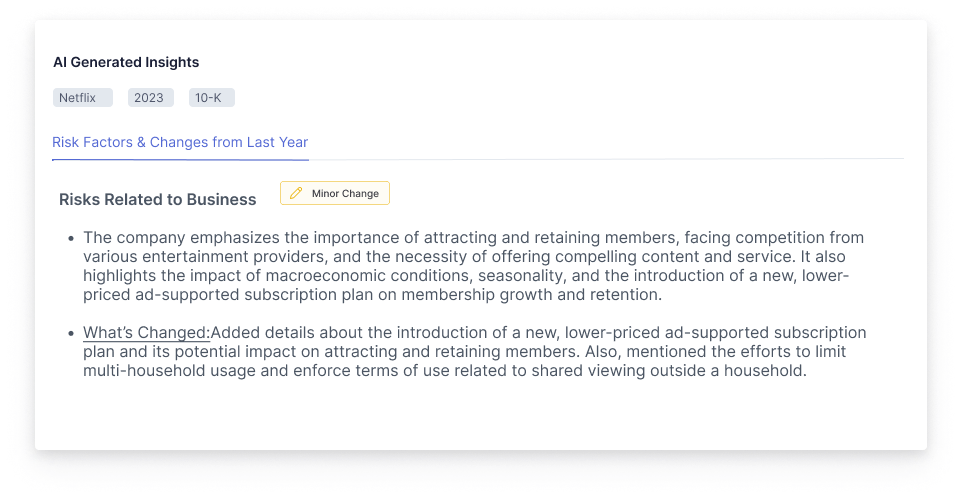 AI Generated Insights
Netflix 2023 10-K
Risk Factors & Changes from Last Year
Risks Related to Business Minor Change
• The company emphasizes the importance of attracting and retaining members, facing competition from
various entertainment providers, and the necessity of offering compelling content and service. It also
highlights the impact of macroeconomic conditions, seasonality, and the introduction of a new, lower-
priced ad-supported subscription plan on membership growth and retention.
• What’s Changed:Added details about the introduction of a new, lower-priced ad-supported subscription
plan and its potential impact on attracting and retaining members. Also, mentioned the efforts to limit
multi-household usage and enforce terms of use related to shared viewing outside a household.